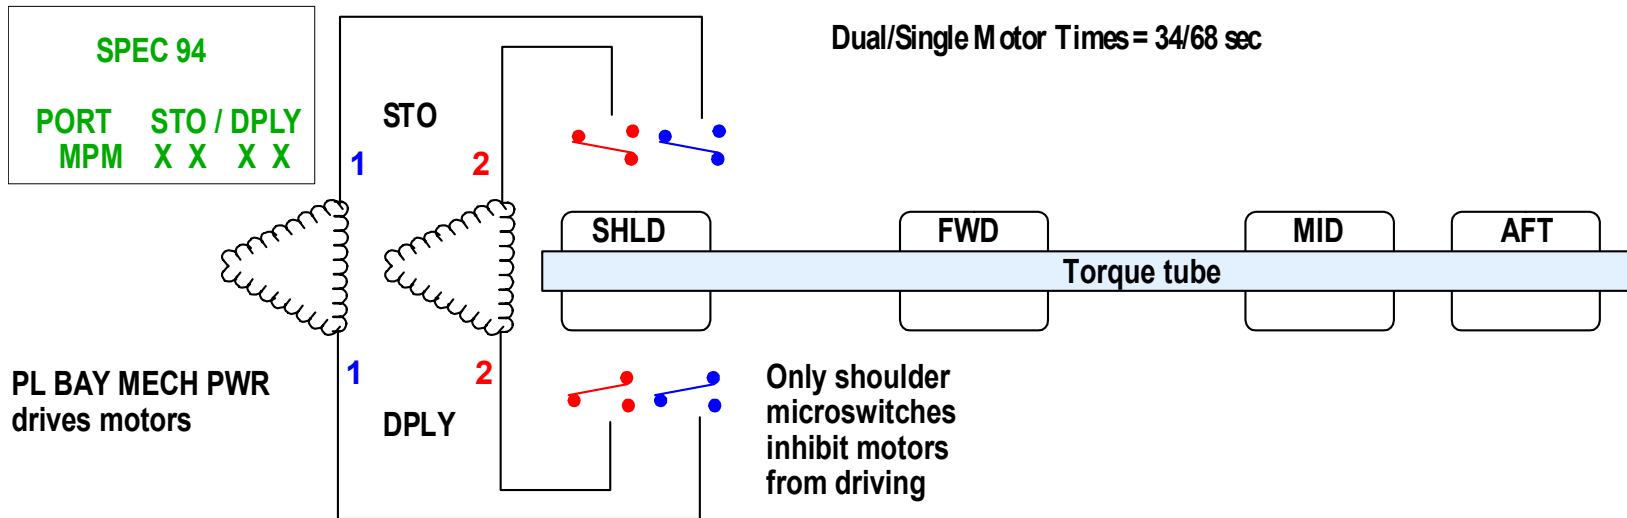 SPEC 94
PORT STO / DPLY
MPM X X X X
Dual/Single Motor Times = 34/68 sec
STO
1 2
SHLD FWD MID AFT
Torque tube
1 2
DPLY
PL BAY MECH PWR
drives motors
Only shoulder
microswitches
inhibit motors
from driving